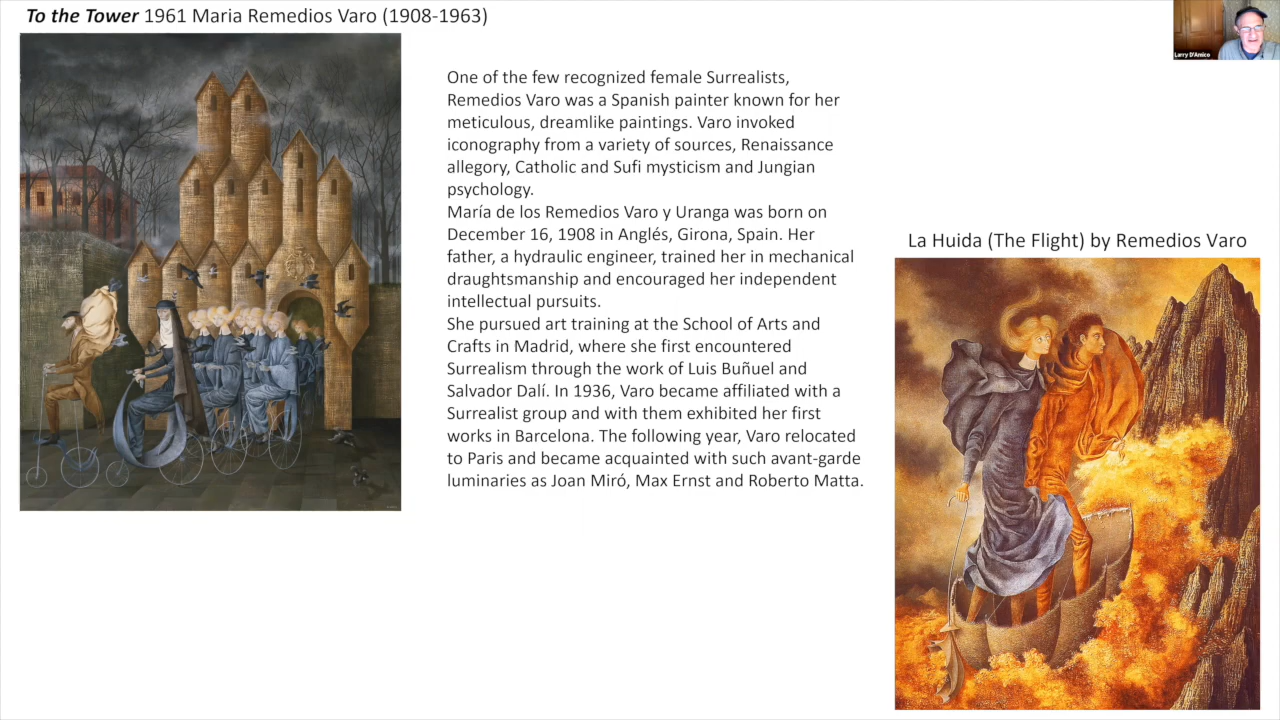 To the Tower 1961 Maria Remedios Varo (1908-1963)
Larry D'Amico
One of the few recognized female Surrealists,
Remedios Varo was a Spanish painter known for her
meticulous, dreamlike paintings. Varo invoked
iconography from a variety of sources, Renaissance
allegory, Catholic and Sufi mysticism and Jungian
psychology.
María de los Remedios Varo y Uranga was born on
December 16, 1908 in Anglés, Girona, Spain. Her
father, a hydraulic engineer, trained her in mechanical
draughtsmanship and encouraged her independent
intellectual pursuits.
She pursued art training at the School of Arts and
Crafts in Madrid, where she first encountered
Surrealism through the work of Luis Buñuel and
Salvador Dalí. In 1936, Varo became affiliated with a
Surrealist group and with them exhibited her first
works in Barcelona. The following year, Varo relocated
to Paris and became acquainted with such avant-garde
luminaries as Joan Miró, Max Ernst and Roberto Matta.
La Huida (The Flight) by Remedios Varo